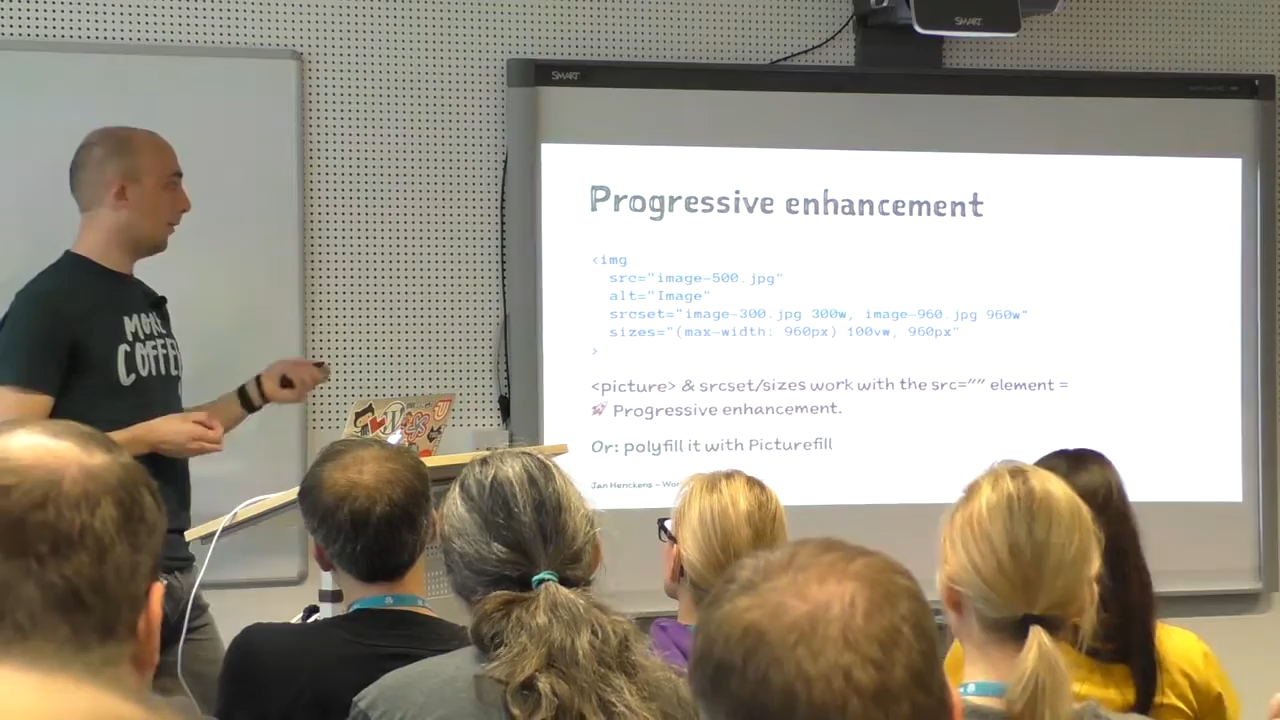 SMART
SMART
Progressive enhancement
<img
src="image-500.jpg"
alt="Image"
srcset="image-300.jpg 300w, image-960.jpg 960w"
sizes="(max-width: 960px) 100vw, 960px"
>
<picture> & srcset/sizes work with the src="" element =
🚀 Progressive enhancement.
Or: polyfill it with Picturefill
Jan Henckens –
MORE
COFFEE